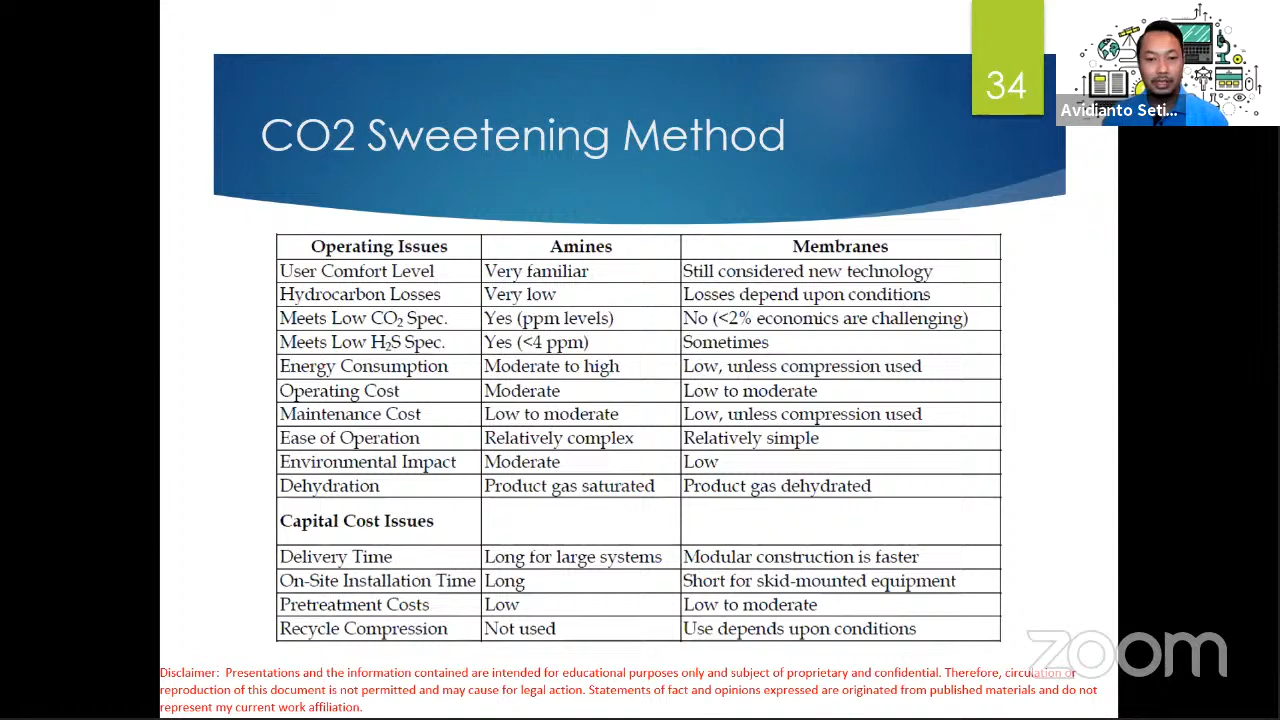 34
Avidianto Seti...
CO2 Sweetening Method
Operating Issues Amines Membranes
User Comfort Level Very familiar Still considered new technology
Hydrocarbon Losses Very low Losses depend upon conditions
Meets Low CO₂ Spec. Yes (ppm levels) No (<2% economics are challenging)
Meets Low H₂S Spec. Yes (<4 ppm) Sometimes
Energy Consumption Moderate to high Low, unless compression used
Operating Cost Moderate Low to moderate
Maintenance Cost Low to moderate Low, unless compression used
Ease of Operation Relatively complex Relatively simple
Environmental Impact Moderate Low
Dehydration Product gas saturated Product gas dehydrated
Capital Cost Issues
Delivery Time Long for large systems Modular construction is faster
On-Site Installation Time Long Short for skid-mounted equipment
Pretreatment Costs Low Low to moderate
Recycle Compression Not used Use depends upon conditions
zoom
Disclaimer: Presentations and the information contained are intended for educational purposes only and subject of proprietary and confidential. Therefore, circulation or
reproduction of this document is not permitted and may cause for legal action. Statements of fact and opinions expressed are originated from published materials and do not
represent my current work affiliation.